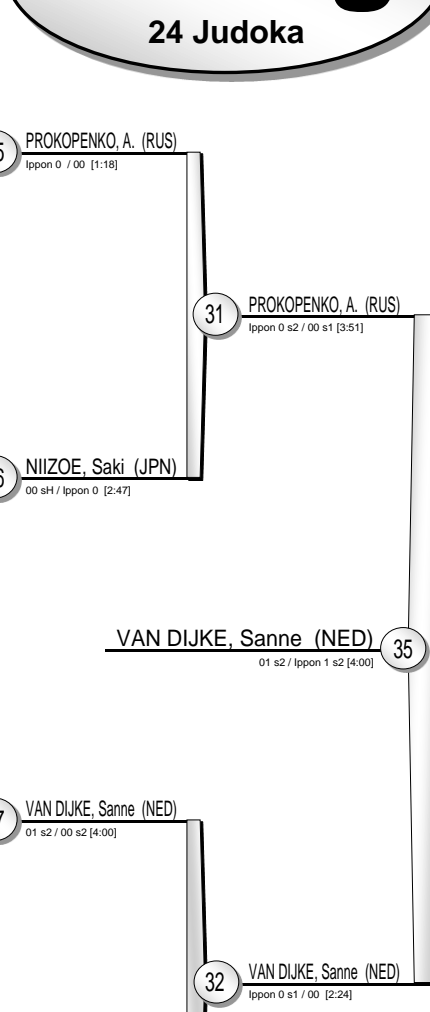 24 Judoka
PROKOPENKO, A. (RUS)
Ippon 0 / 00 [1:18]
31
PROKOPENKO, A. (RUS)
Ippon 0 s2 / 00 s1 [3:51]
NIIZOE, Saki (JPN)
00 sH / Ippon 0 [2:47]
VAN DIJKE, Sanne (NED)
35
01 s2 / Ippon 1 s2 [4:00]
VAN DIJKE, Sanne (NED)
01 s2 / 00 s2 [4:00]
32
VAN DIJKE, Sanne (NED)
Ippon 0 s1 / 00 [2:24]